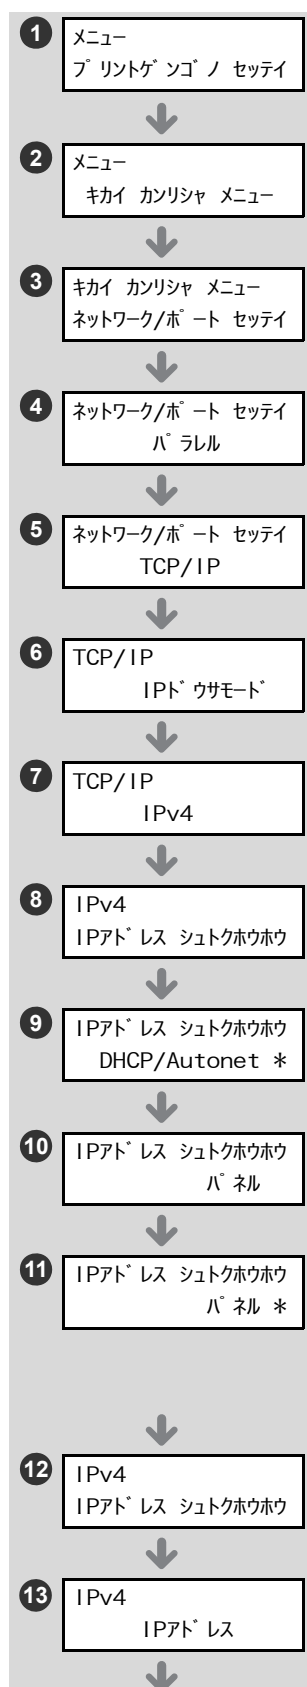 1
メニュー
プリントゲンゴノ セッテイ
2
メニュー
キカイ カンリシャ メニュー
3
キカイ カンリシャ メニュー
ネットワーク/ポート セッテイ
4
ネットワーク/ポート セッテイ
パラレル
5
ネットワーク/ポート セッテイ
TCP/IP
6
TCP/IP
IPドウサモード
7
TCP/IP
IPv4
8
IPv4
IPアドレス シュトクホウホウ
9
IPアドレス シュトクホウホウ
DHCP/Autonet *
10
IPアドレス シュトクホウホウ
パネル
11
IPアドレス シュトクホウホウ
パネル *
12
IPv4
IPアドレス シュトクホウホウ
13
IPv4
IPアドレス